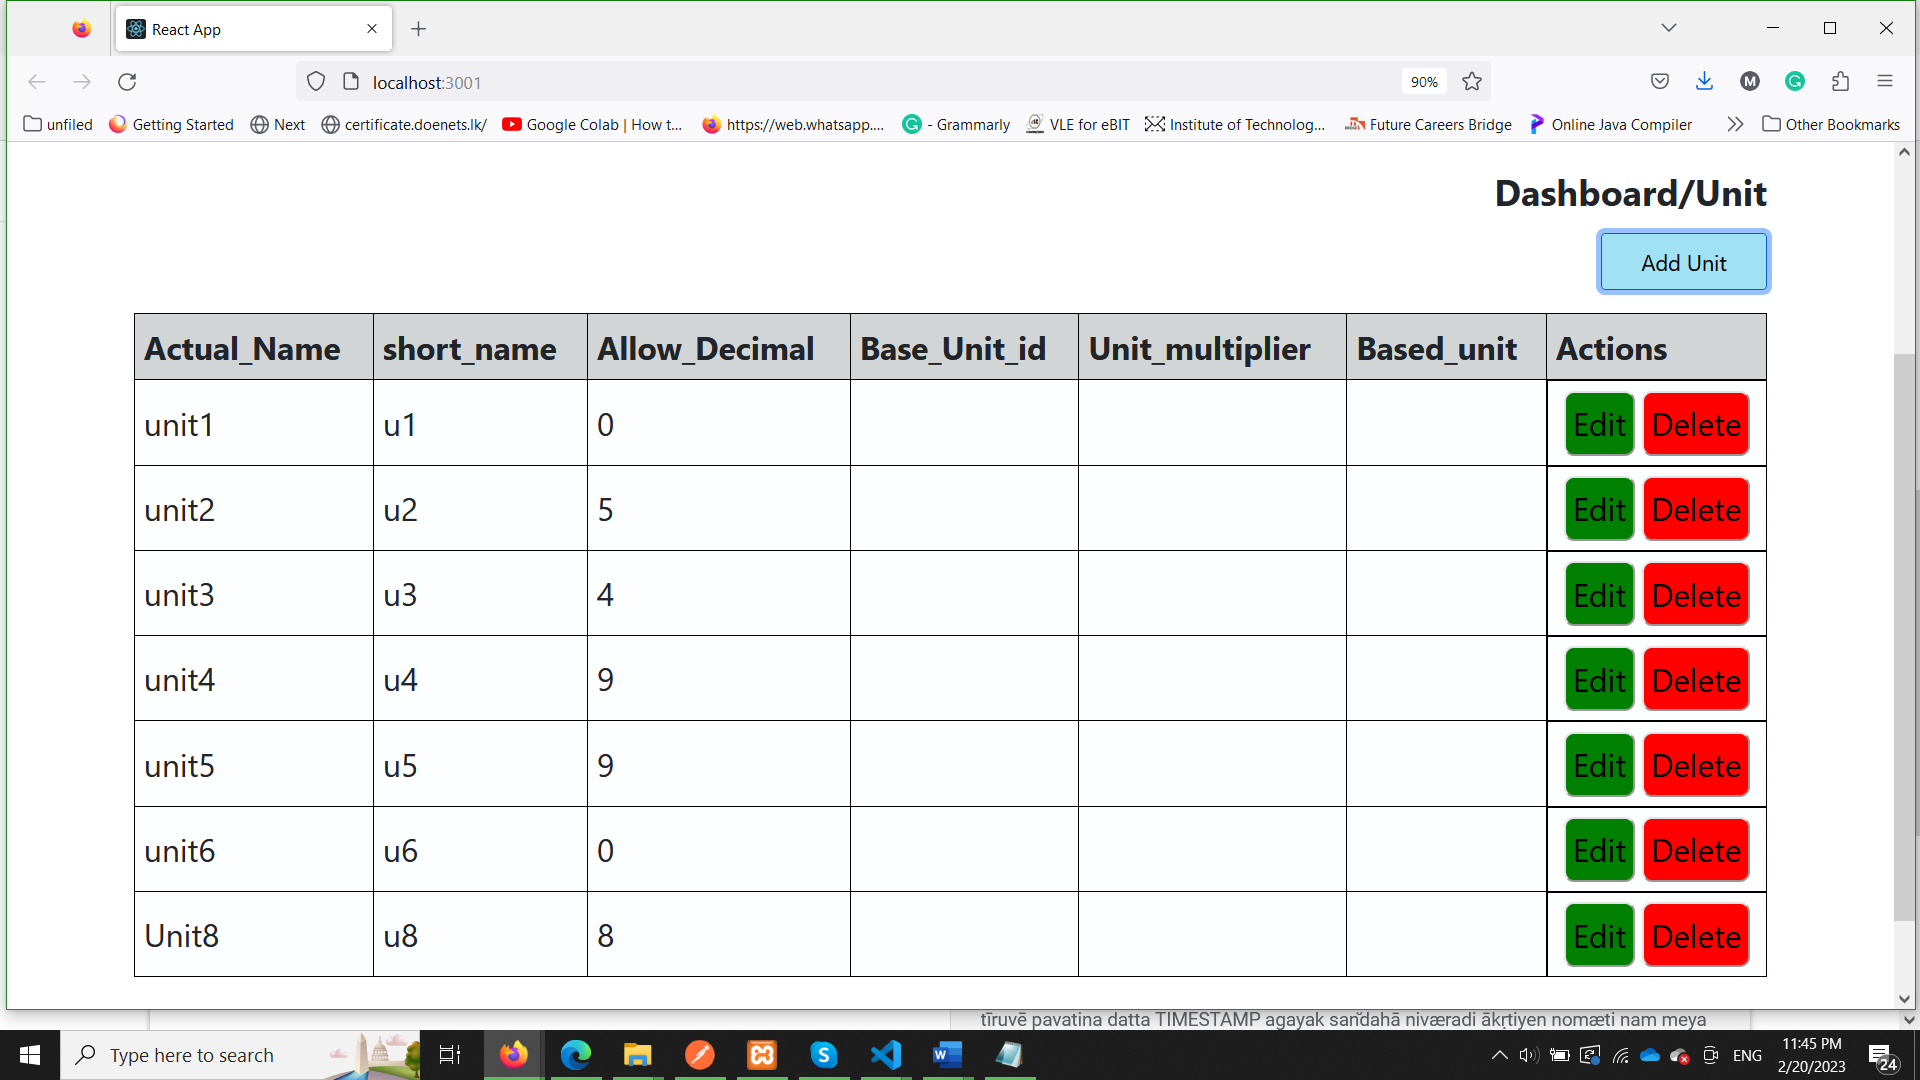 React App
localhost:3001
90%
unfiled Getting Started Next certificate.doenets.lk/ Google Colab | How t... https://web.whatsapp.... - Grammarly VLE for eBIT Institute of Technolog... Future Careers Bridge Online Java Compiler Other Bookmarks
Dashboard/Unit
Add Unit
Actual_Name short_name Allow_Decimal Base_Unit_id Unit_multiplier Based_unit Actions
unit1 u1 0 Edit Delete
unit2 u2 5 Edit Delete
unit3 u3 4 Edit Delete
unit4 u4 9 Edit Delete
unit5 u5 9 Edit Delete
unit6 u6 0 Edit Delete
Unit8 u8 8 Edit Delete
tīruvē pavatina datta TIMESTAMP agayak san̆dahā niværadi ākṛtiyen nomæti nam meya
Type here to search
ENG
11:45 PM
2/20/2023
24